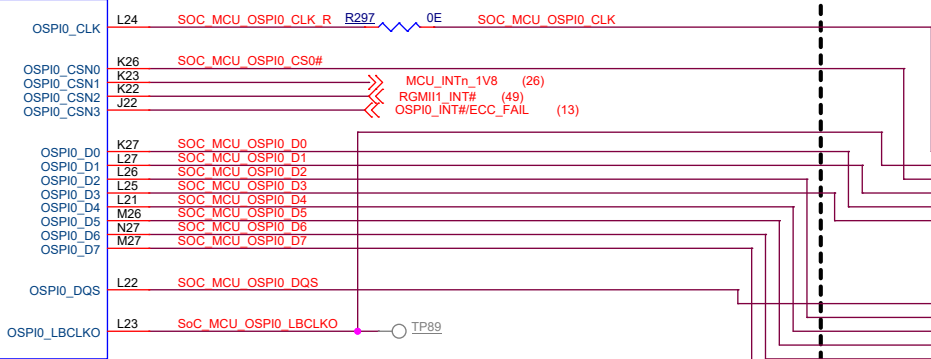 OSPI0_CLK L24 SOC_MCU_OSPI0_CLK_R R297 0E SOC_MCU_OSPI0_CLK
OSPI0_CSN0 K26 SOC_MCU_OSPI0_CS0#
OSPI0_CSN1 K23 MCU_INTn_1V8 (26)
OSPI0_CSN2 K22 RGMII1_INT# (49)
OSPI0_CSN3 J22 OSPI0_INT#/ECC_FAIL (13)
OSPI0_D0 K27 SOC_MCU_OSPI0_D0
OSPI0_D1 L27 SOC_MCU_OSPI0_D1
OSPI0_D2 L26 SOC_MCU_OSPI0_D2
OSPI0_D3 L25 SOC_MCU_OSPI0_D3
OSPI0_D4 L21 SOC_MCU_OSPI0_D4
OSPI0_D5 M26 SOC_MCU_OSPI0_D5
OSPI0_D6 N27 SOC_MCU_OSPI0_D6
OSPI0_D7 M27 SOC_MCU_OSPI0_D7
OSPI0_DQS L22 SOC_MCU_OSPI0_DQS
OSPI0_LBCLKO L23 SoC_MCU_OSPI0_LBCLKO TP89